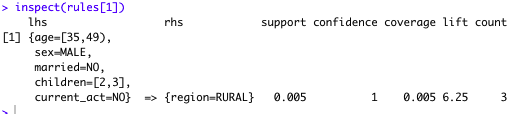 > inspect(rules[1])
    lhs                  rhs              support confidence coverage lift count
[1] {age=[35,49),
     sex=MALE,
     married=NO,
     children=[2,3],
     current_act=NO}  => {region=RURAL}   0.005          1    0.005 6.25     3
>